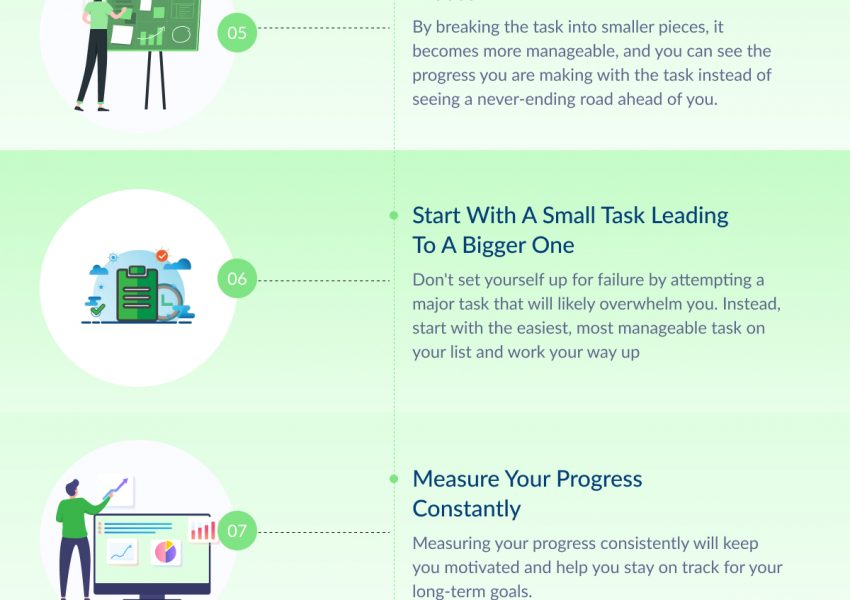 05
By breaking the task into smaller pieces, it
becomes more manageable, and you can see the
progress you are making with the task instead of
seeing a never-ending road ahead of you.
06
Start With A Small Task Leading
To A Bigger One
Don't set yourself up for failure by attempting a
major task that will likely overwhelm you. Instead,
start with the easiest, most manageable task on
your list and work your way up
07
Measure Your Progress
Constantly
Measuring your progress consistently will keep
you motivated and help you stay on track for your
long-term goals.